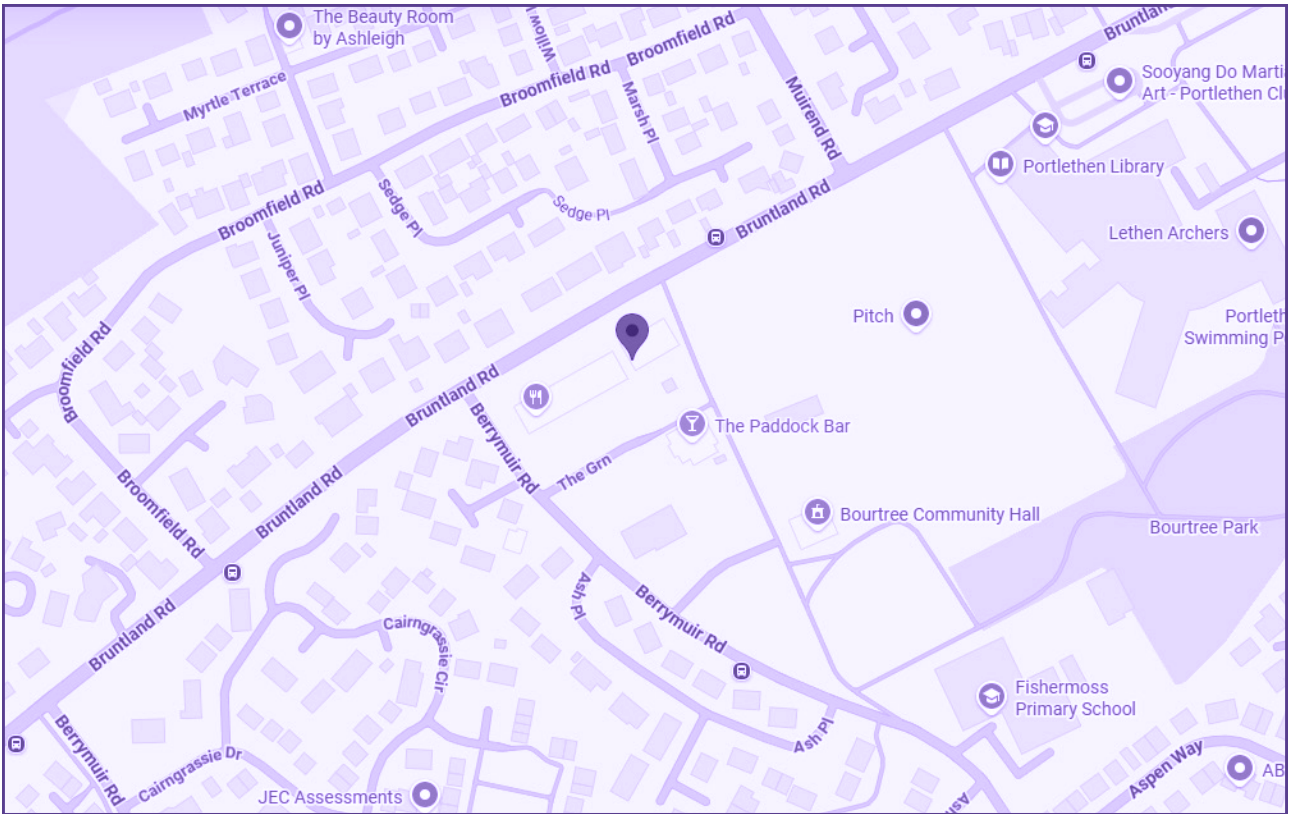 The Beauty Room
by Ashleigh
Willow
Broomfield Rd
Bruntland
Myrtle Terrace
Broomfield Rd
Marsh Pl
Muirend Rd
Sooyang Do Marti
Art - Portlethen Cl
Portlethen Library
Broomfield Rd
Sedge Pl
Sedge Pl
Bruntland Rd
Lethen Archers
Juniper Pl
Pitch
Portleth
Swimming P
Broomfield Rd
Bruntland Rd
Berrymuir Rd
The Paddock Bar
The Grn
Broomfield Rd
Bruntland Rd
Bourtree Community Hall
Bourtree Park
Ash Pl
Berrymuir Rd
Bruntland Rd
Cairngrassie Cir
Fishermoss
Primary School
Berrymuir Rd
Cairngrassie Dr
Ash Pl
Aspen Way
JEC Assessments
AB
Ash